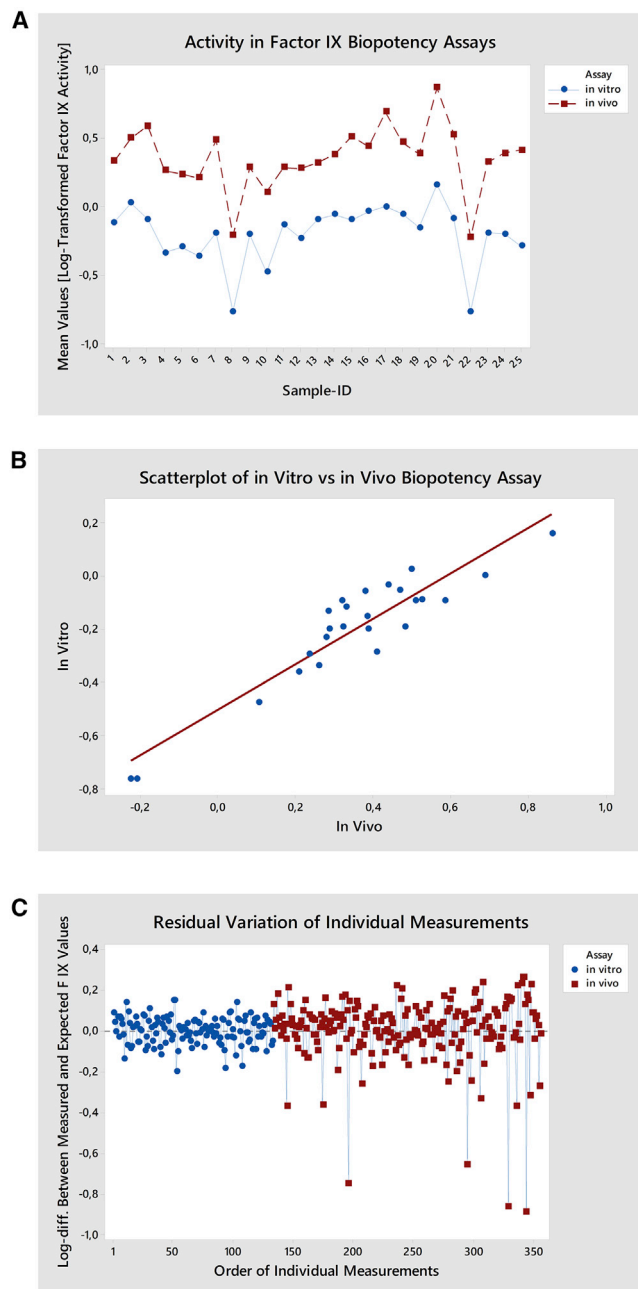 A
Activity in Factor IX Biopotency Assays
Mean Values [Log-Transformed Factor IX Activity]
1,0
0,5
0,0
-0,5
-1,0
1 2 3 4 5 6 7 8 9 10 11 12 13 14 15 16 17 18 19 20 21 22 23 24 25
Sample-ID
Assay
in vitro
in vivo
B
Scatterplot of in Vitro vs in Vivo Biopotency Assay
In Vitro
0,2
0,0
-0,2
-0,4
-0,6
-0,8
-0,2 0,0 0,2 0,4 0,6 0,8 1,0
In Vivo
C
Residual Variation of Individual Measurements
Log-diff. Between Measured and Expected F IX Values
0,4
0,2
0,0
-0,2
-0,4
-0,6
-0,8
-1,0
1 50 100 150 200 250 300 350
Order of Individual Measurements
Assay
in vitro
in vivo